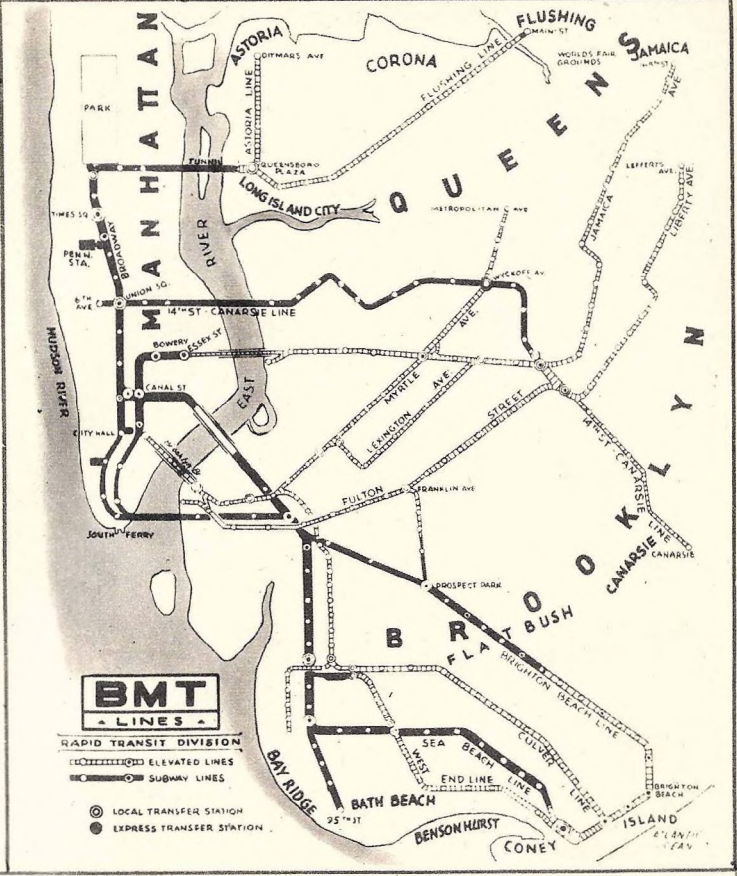 FLUSHING
MAIN ST
ASTORIA
DITMARS AVE
CORONA
FLUSHING LINE
WORLDS FAIR
GROUNDS
JAMAICA
AVE
MANHATTAN
PARK
ASTORIA LINE
QUEENS
TUNNEL
QUEENSBORO
PLAZA
LONG ISLAND CITY
LEFFERTS
AVE.
METROPOLITAN AVE
JAMAICA
LIBERTY AVE.
TIMES SQ.
BROADWAY
PENN.
STA.
RIVER
WYCKOFF AV.
6TH
AVE
UNION SQ.
14TH ST - CANARSIE LINE
HUDSON RIVER
BOWERY
ESSEX ST.
MYRTLE AVE.
LEXINGTON AVE.
CANAL ST
EAST
CITY HALL
FULTON STREET
FRANKLIN AVE
14TH ST - CANARSIE LINE
SOUTH FERRY
CANARSIE
CANARSIE
PROSPECT PARK
BROOKLYN
FLAT BUSH
BRIGHTON BEACH LINE
BMT
LINES
RAPID TRANSIT DIVISION
ELEVATED LINES
SUBWAY LINES
LOCAL TRANSFER STATION
EXPRESS TRANSFER STATION
SEA BEACH LINE
CULVER LINE
WEST END LINE
BAY RIDGE
95TH ST.
BATH BEACH
BENSONHURST
BRIGHTON
BEACH
CONEY ISLAND